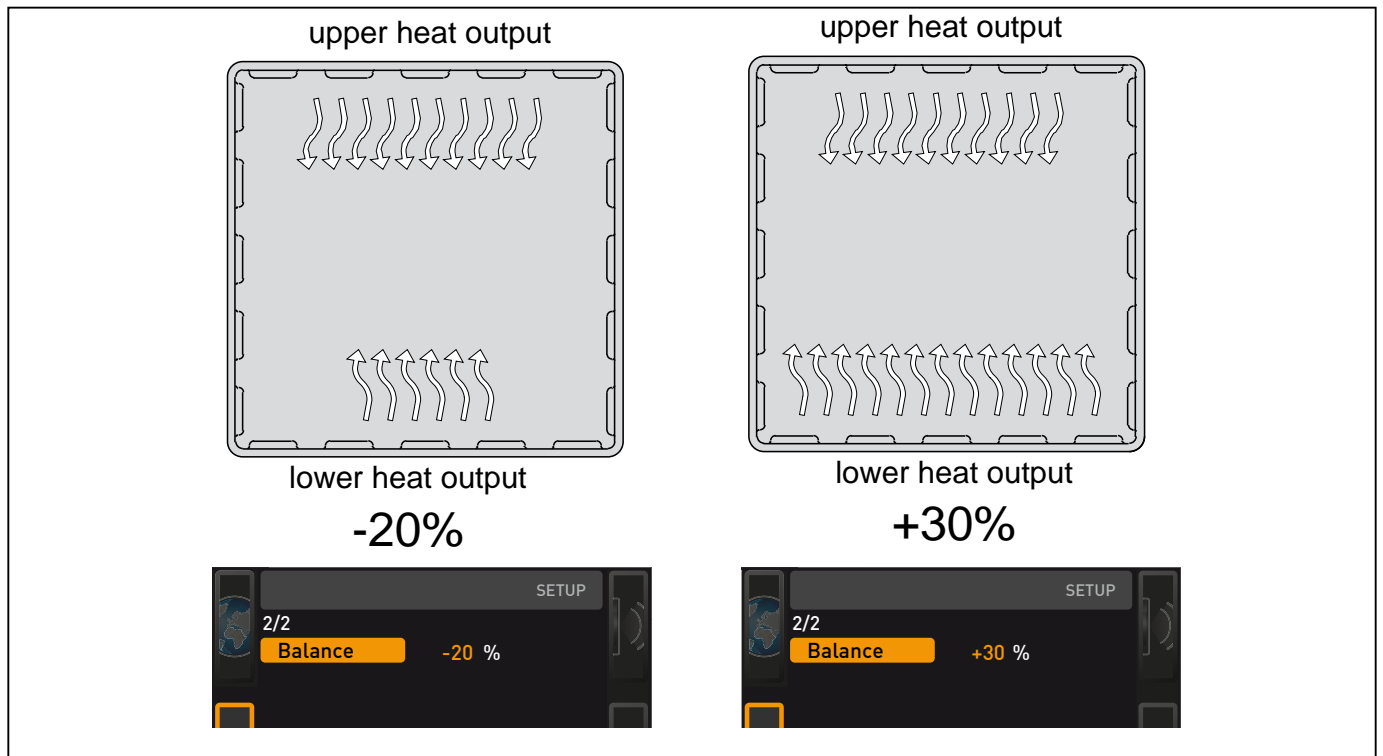 upper heat output
lower heat output
-20%
SETUP
2/2
Balance -20 %
upper heat output
lower heat output
+30%
SETUP
2/2
Balance +30 %